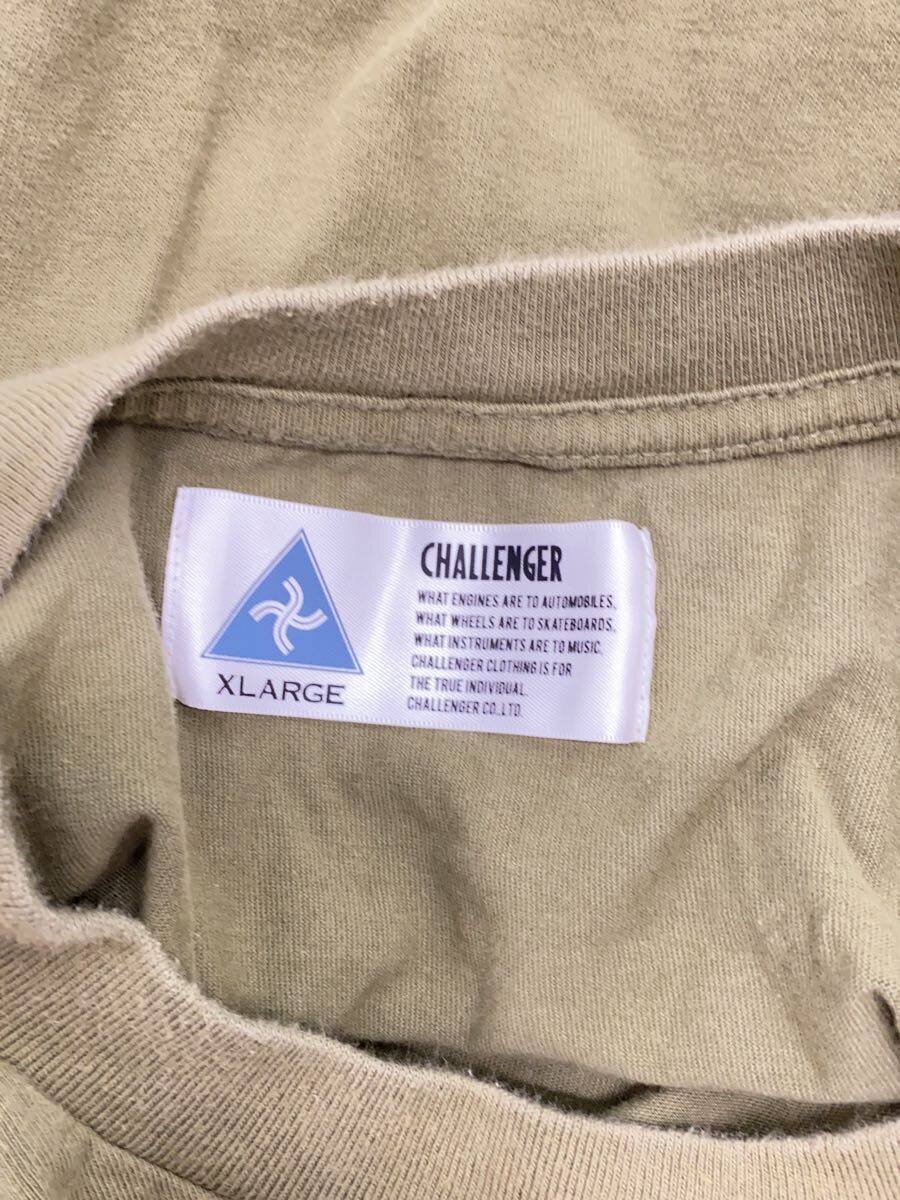 XLARGE
CHALLENGER
WHAT ENGINES ARE TO AUTOMOBILES,
WHAT WHEELS ARE TO SKATEBOARDS,
WHAT INSTRUMENTS ARE TO MUSIC,
CHALLENGER CLOTHING IS FOR
THE TRUE INDIVIDUAL.
CHALLENGER CO.,LTD.